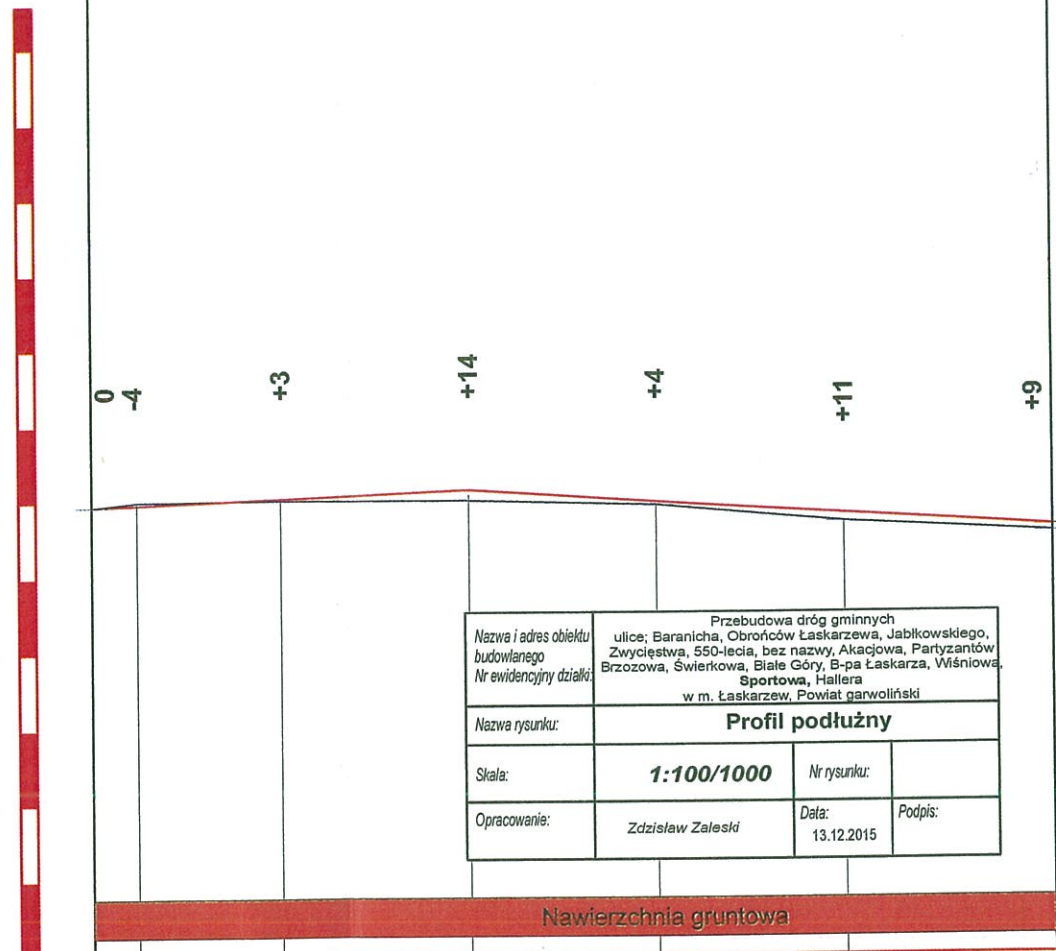 0
-4
+3
+14
+4
+11
+9
Nazwa i adres obiektu
budowlanego
Nr ewidencyjny działki:
Przebudowa dróg gminnych
ulice; Baranicha, Obrońców Łaskarzewa, Jabłkowskiego,
Zwycięstwa, 550-lecia, bez nazwy, Akacjowa, Partyzantów
Brzozowa, Świerkowa, Białe Góry, B-pa Łaskarza, Wiśniowa,
Sportowa, Hallera
w m. Łaskarzew, Powiat garwoliński
Nazwa rysunku:
Profil podłużny
Skala:
1:100/1000
Nr rysunku:
Opracowanie:
Zdzisław Zaleski
Data:
13.12.2015
Podpis:
Nawierzchnia gruntowa